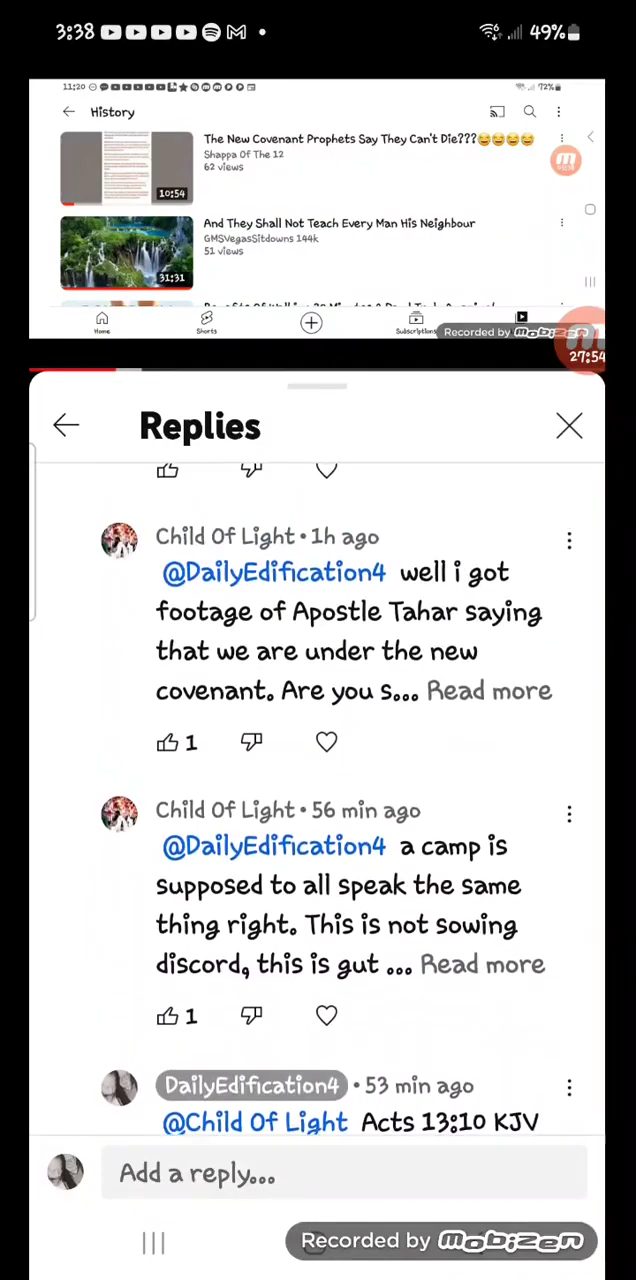 3:38 49%
11:20 72%
History
The New Covenant Prophets Say They Can't Die???😂😂😂😂
Shappa Of The 12
62 views
10:54
And They Shall Not Teach Every Man His Neighbour
GMSVegasSitdowns 144k
51 views
31:31
Home Shorts Subscriptions
Recorded by mobizen
27:54
Replies
Child Of Light • 1h ago
@DailyEdification4 well i got
footage of Apostle Tahar saying
that we are under the new
covenant. Are you s... Read more
1
Child Of Light • 56 min ago
@DailyEdification4 a camp is
supposed to all speak the same
thing right. This is not sowing
discord, this is gut ... Read more
1
DailyEdification4 • 53 min ago
@Child Of Light Acts 13:10 KJV
Add a reply...
Recorded by mobizen